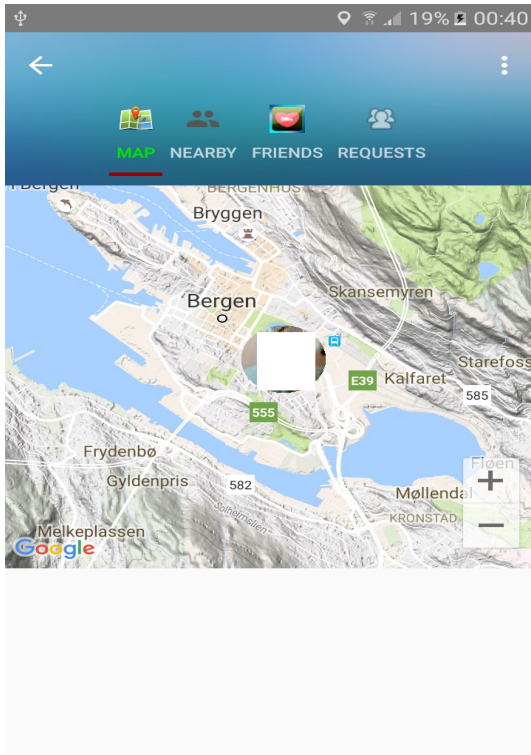 19% 00:40
MAP NEARBY FRIENDS REQUESTS
BERGENHUS
Bryggen
Bergen
Skansemyren
Starefoss
E39 Kalfaret
585
555
Frydenbø
Fløen
Gyldenpris
582
Møllendal
Solheimslien
KRONSTAD
Melkeplassen
Google